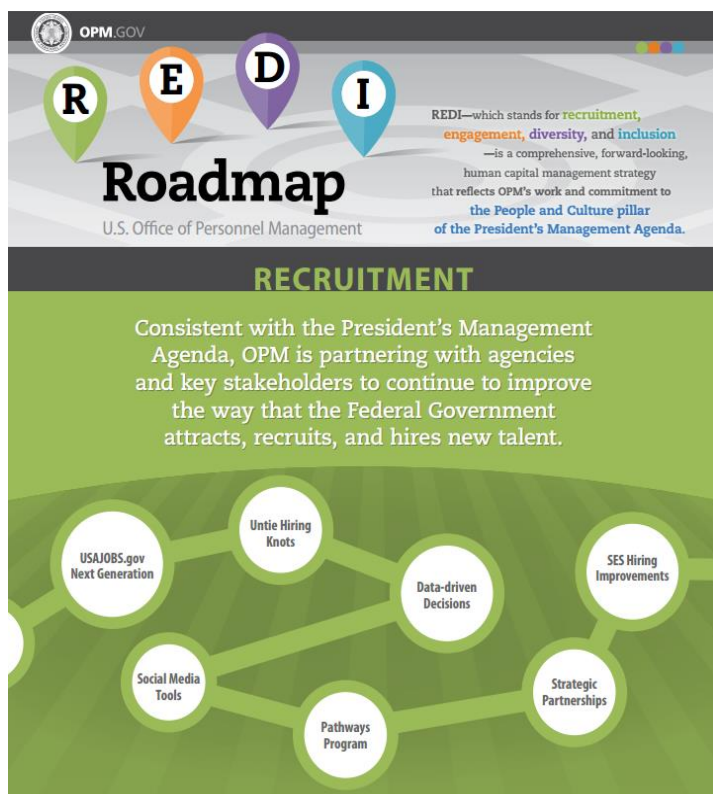 OPM.GOV
R E D I
Roadmap
U.S. Office of Personnel Management
REDI—which stands for recruitment,
engagement, diversity, and inclusion
—is a comprehensive, forward-looking,
human capital management strategy
that reflects OPM's work and commitment to
the People and Culture pillar
of the President's Management Agenda.
RECRUITMENT
Consistent with the President's Management
Agenda, OPM is partnering with agencies
and key stakeholders to continue to improve
the way that the Federal Government
attracts, recruits, and hires new talent.
USAJOBS.gov
Next Generation
Untie Hiring
Knots
Data-driven
Decisions
Social Media
Tools
Pathways
Program
Strategic
Partnerships
SES Hiring
Improvements